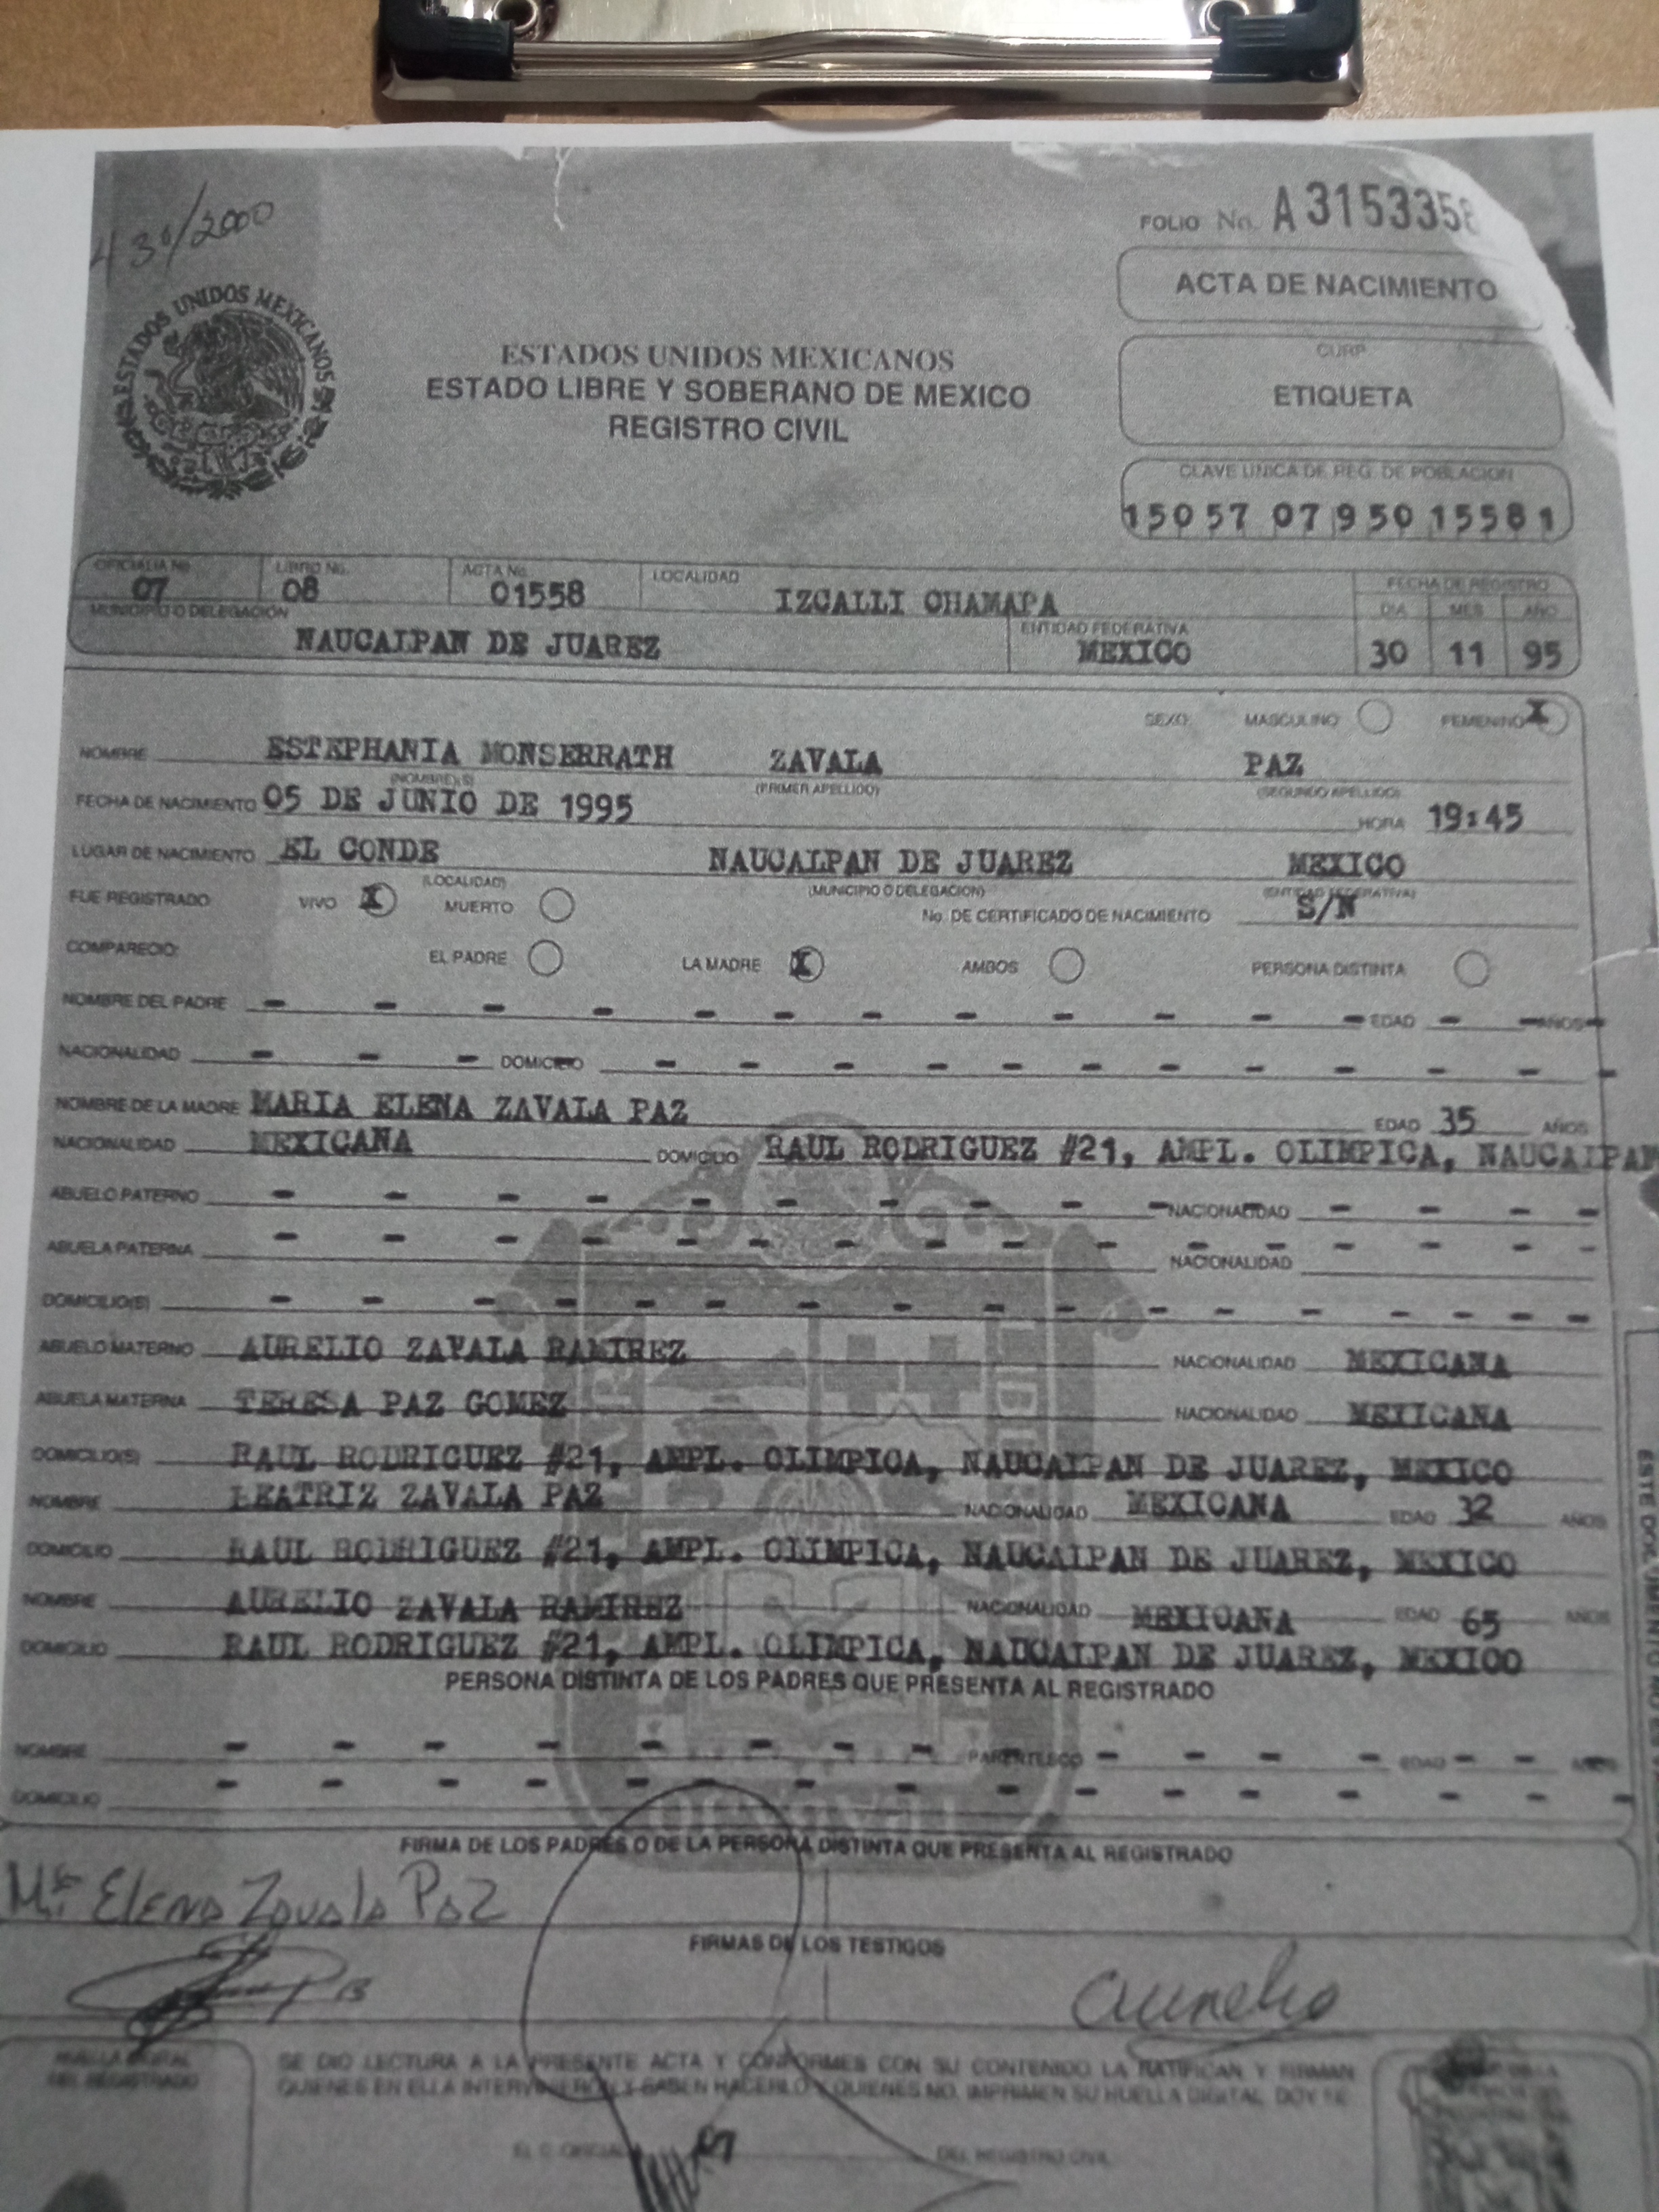 430/2000
FOLIO No. A 3153358
ACTA DE NACIMIENTO
ESTADOS UNIDOS MEXICANOS
ESTADOS UNIDOS MEXICANOS
ESTADO LIBRE Y SOBERANO DE MEXICO
REGISTRO CIVIL
CURP
ETIQUETA
CLAVE UNICA DE REG. DE POBLACION
15057 07 950 15581
OFICIALIA No. 07 LIBRO No. 08 ACTA No. 01558 LOCALIDAD IZCALLI CHAMAPA FECHA DE REGISTRO
MUNICIPIO O DELEGACION NAUCALPAN DE JUAREZ ENTIDAD FEDERATIVA MEXICO DIA 30 MES 11 AÑO 95
SEXO: MASCULINO FEMENINO X
NOMBRE ESTEPHANIA MONSERRATH ZAVALA PAZ
(NOMBRE(S) (PRIMER APELLIDO) (SEGUNDO APELLIDO)
FECHA DE NACIMIENTO 05 DE JUNIO DE 1995 HORA 19:45
LUGAR DE NACIMIENTO EL CONDE NAUCALPAN DE JUAREZ MEXICO
(LOCALIDAD) (MUNICIPIO O DELEGACION) (ENTIDAD FEDERATIVA)
FUE REGISTRADO: VIVO X MUERTO No. DE CERTIFICADO DE NACIMIENTO S/N
COMPARECIO: EL PADRE LA MADRE X AMBOS PERSONA DISTINTA
NOMBRE DEL PADRE - - - - - - - - - - - - EDAD - - AÑOS -
NACIONALIDAD - - - DOMICILIO - - - - - - - - - - -
NOMBRE DE LA MADRE MARIA ELENA ZAVALA PAZ EDAD 35 AÑOS
NACIONALIDAD MEXICANA DOMICILIO RAUL RODRIGUEZ #21, AMPL. OLIMPICA, NAUCALPAN
ABUELO PATERNO - - - - - - - - - - NACIONALIDAD - - - -
ABUELA PATERNA - - - - - - - - - - NACIONALIDAD - - - -
DOMICILIO(S) - - - - - - - - - - - - - - -
ABUELO MATERNO AURELIO ZAVALA RAMIREZ NACIONALIDAD MEXICANA
ABUELA MATERNA TERESA PAZ GOMEZ NACIONALIDAD MEXICANA
DOMICILIO(S) RAUL RODRIGUEZ #21, AMPL. OLIMPICA, NAUCALPAN DE JUAREZ, MEXICO
NOMBRE BEATRIZ ZAVALA PAZ NACIONALIDAD MEXICANA EDAD 32 AÑOS
DOMICILIO RAUL RODRIGUEZ #21, AMPL. OLIMPICA, NAUCALPAN DE JUAREZ, MEXICO
NOMBRE AURELIO ZAVALA RAMIREZ NACIONALIDAD MEXICANA EDAD 65 AÑOS
DOMICILIO RAUL RODRIGUEZ #21, AMPL. OLIMPICA, NAUCALPAN DE JUAREZ, MEXICO
PERSONA DISTINTA DE LOS PADRES QUE PRESENTA AL REGISTRADO
NOMBRE - - - - - - - - PARENTESCO - - - - EDAD - - AÑOS
DOMICILIO - - - - - - - - - - - - - - -
FIRMA DE LOS PADRES O DE LA PERSONA DISTINTA QUE PRESENTA AL REGISTRADO
Ma Elena Zavala Paz
FIRMAS DE LOS TESTIGOS
Aurelio
HUELLA DIGITAL
DEL REGISTRADO
SE DIO LECTURA A LA PRESENTE ACTA Y CONFORMES CON SU CONTENIDO LA RATIFICAN Y FIRMAN
QUIENES EN ELLA INTERVINIERON Y SABEN HACERLO Y QUIENES NO, IMPRIMEN SU HUELLA DIGITAL. DOY FE
EL C. OFICIAL DEL REGISTRO CIVIL